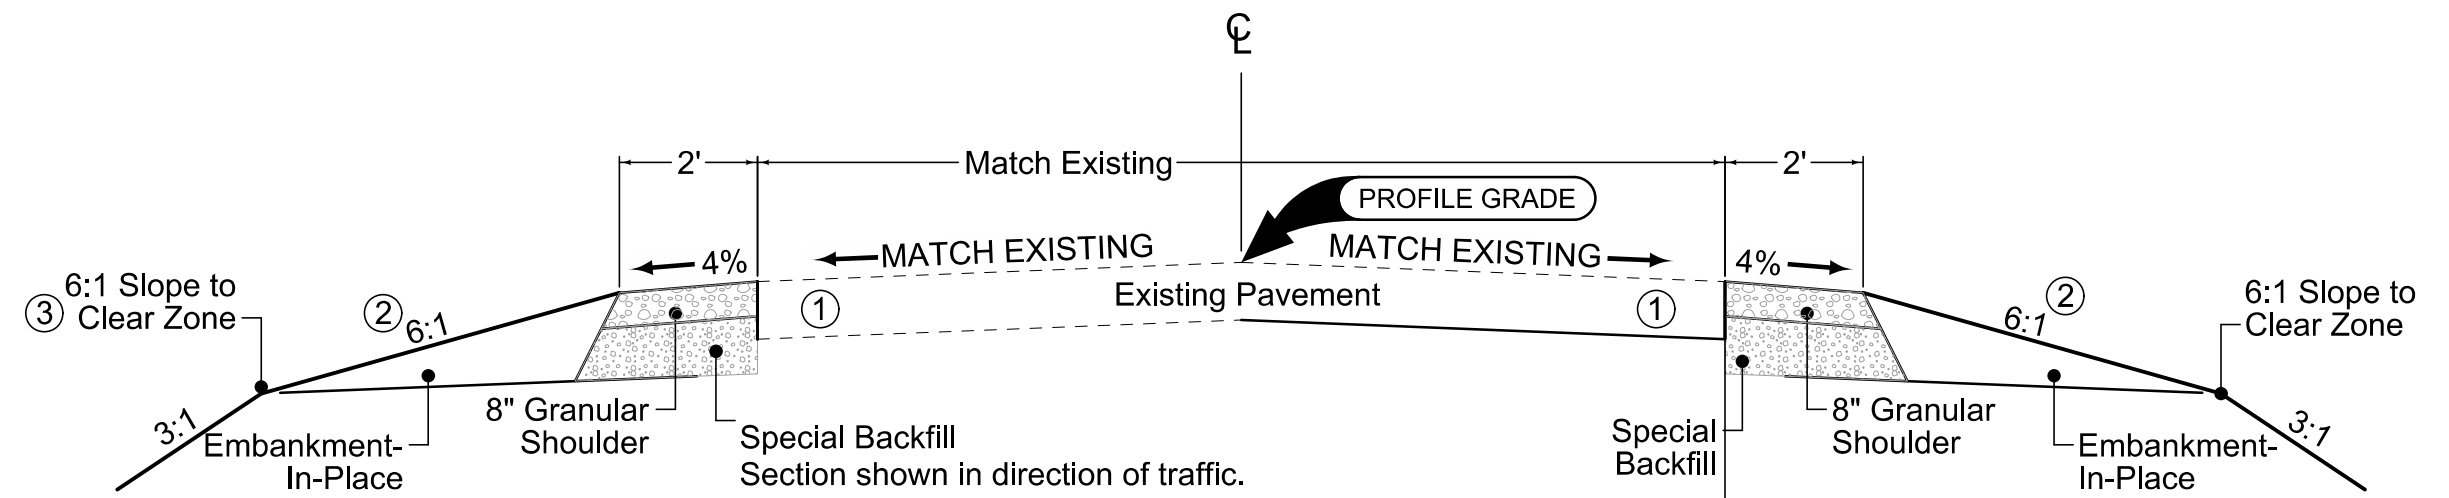 ℄
2'
Match Existing
2'
PROFILE GRADE
4%
MATCH EXISTING
MATCH EXISTING
4%
③
6:1 Slope to
Clear Zone
②
6:1
①
Existing Pavement
①
6:1
②
6:1 Slope to
Clear Zone
3:1
Embankment-
In-Place
8" Granular
Shoulder
Special Backfill
Section shown in direction of traffic.
Special
Backfill
8" Granular
Shoulder
Embankment-
In-Place
3:1